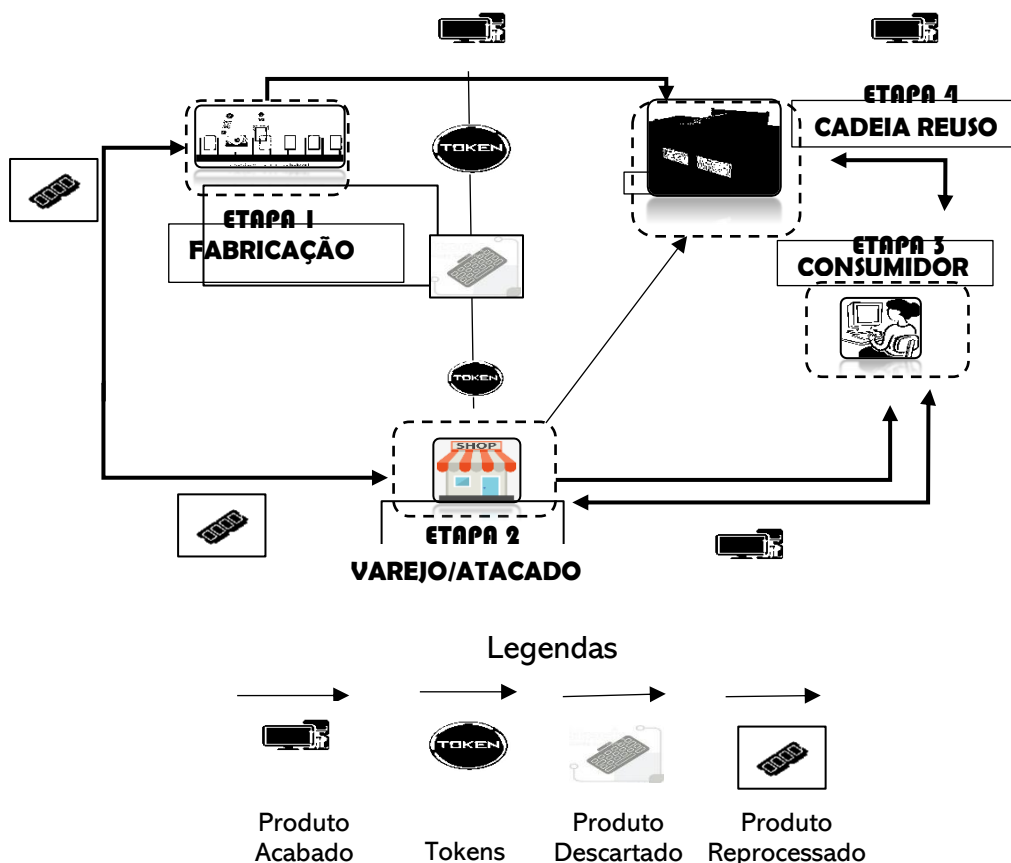 ETAPA 4
CADEIA REUSO
TOKEN
ETAPA 1
FABRICAÇÃO
ETAPA 3
CONSUMIDOR
TOKEN
SHOP
ETAPA 2
VAREJO/ATACADO
Legendas
TOKEN
Produto
Acabado
Tokens
Produto
Descartado
Produto
Reprocessado